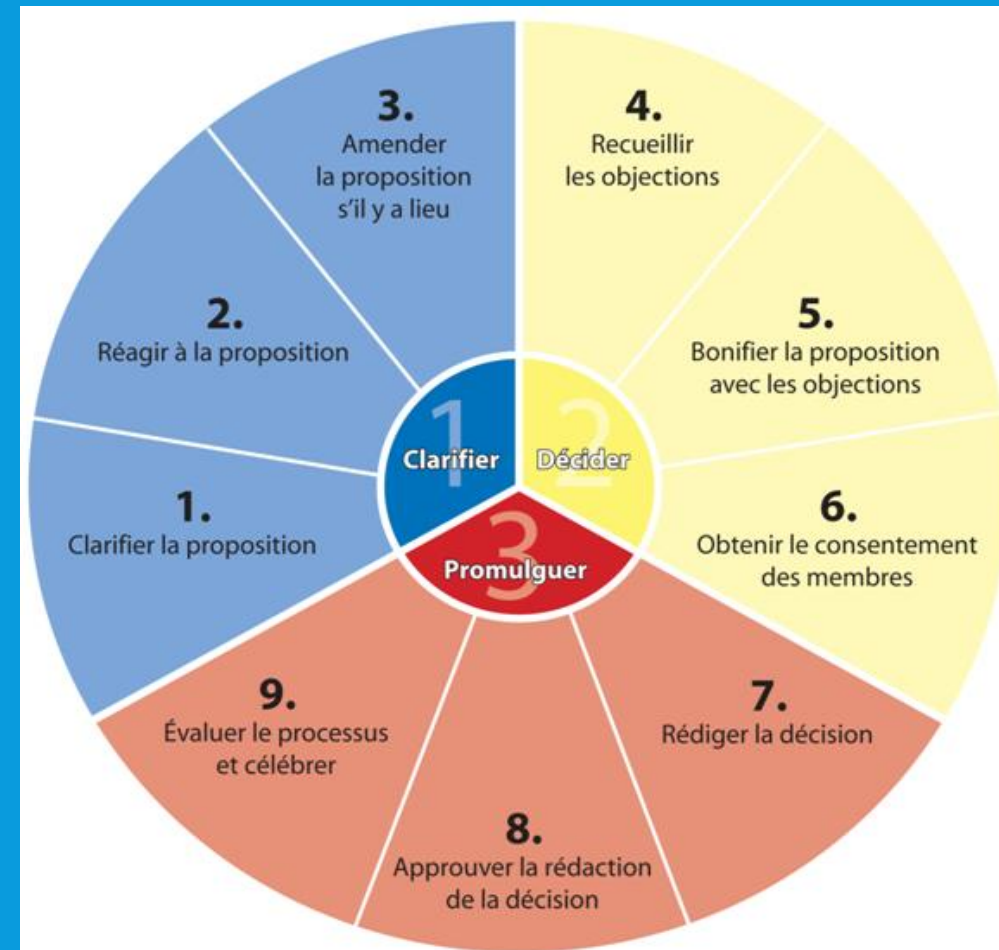 1.
Clarifier la proposition
2.
Réagir à la proposition
3.
Amender
la proposition
s'il y a lieu
4.
Recueillir
les objections
5.
Bonifier la proposition
avec les objections
6.
Obtenir le consentement
des membres
7.
Rédiger la décision
8.
Approuver la rédaction
de la décision
9.
Évaluer le processus
et célébrer
1
Clarifier
2
Décider
3
Promulguer